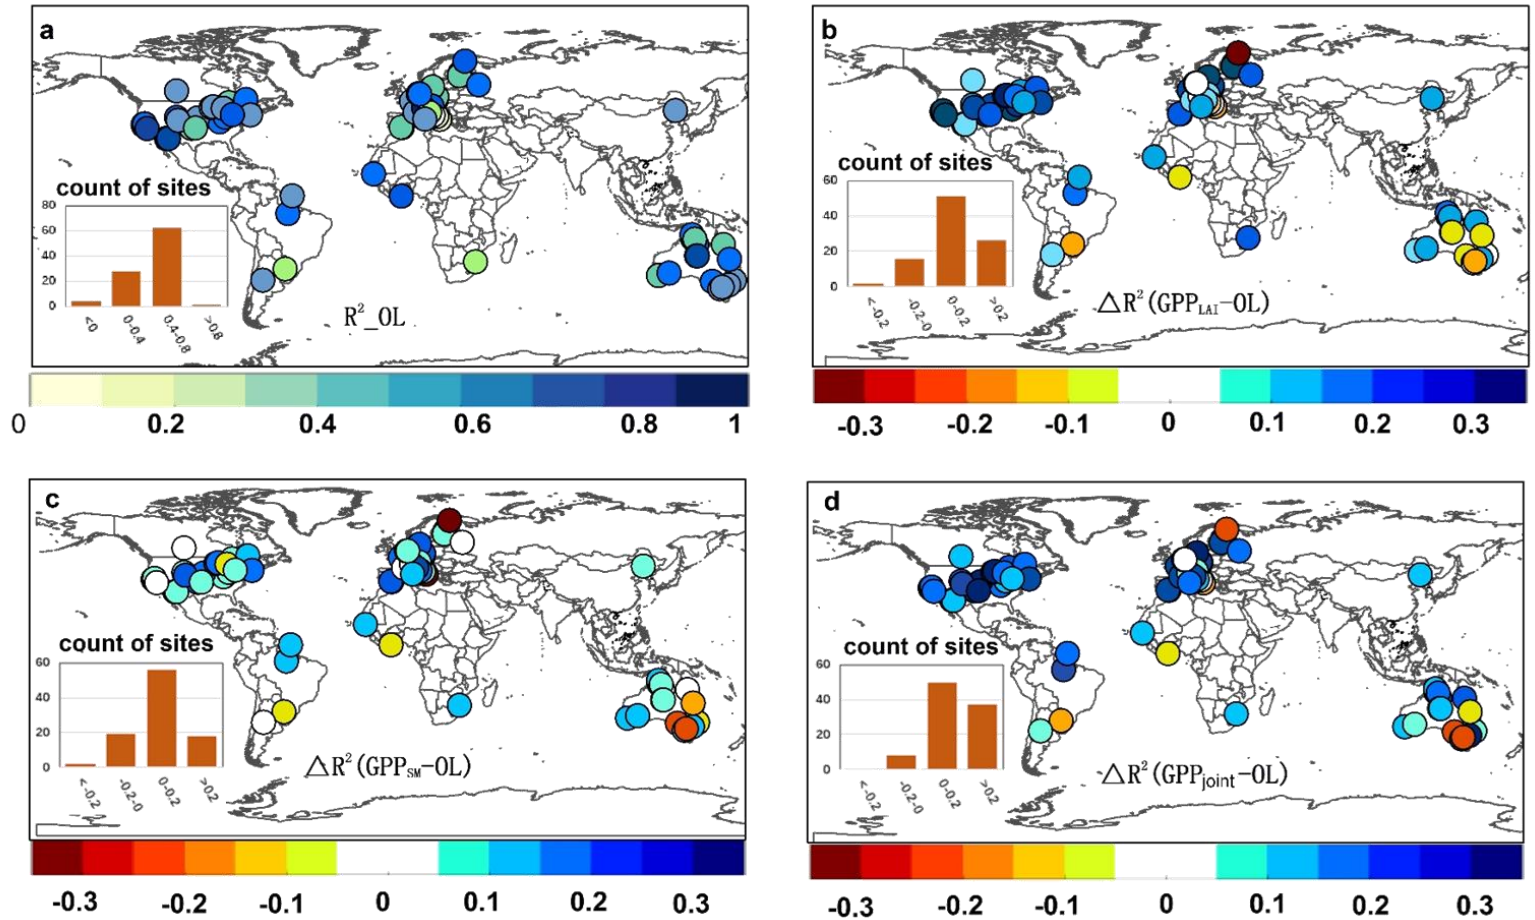 a
count of sites
80
60
40
20
0
<0
0-0.4
0.4-0.8
>0.8
R²_OL
0 0.2 0.4 0.6 0.8 1
b
count of sites
60
40
20
0
<-0.2
-0.2-0
0-0.2
>0.2
△R²(GPP_LAI-OL)
-0.3 -0.2 -0.1 0 0.1 0.2 0.3
c
count of sites
60
40
20
0
<-0.2
-0.2-0
0-0.2
>0.2
△R²(GPP_SM-OL)
-0.3 -0.2 -0.1 0 0.1 0.2 0.3
d
count of sites
60
40
20
0
<-0.2
-0.2-0
0-0.2
>0.2
△R²(GPP_joint-OL)
-0.3 -0.2 -0.1 0 0.1 0.2 0.3